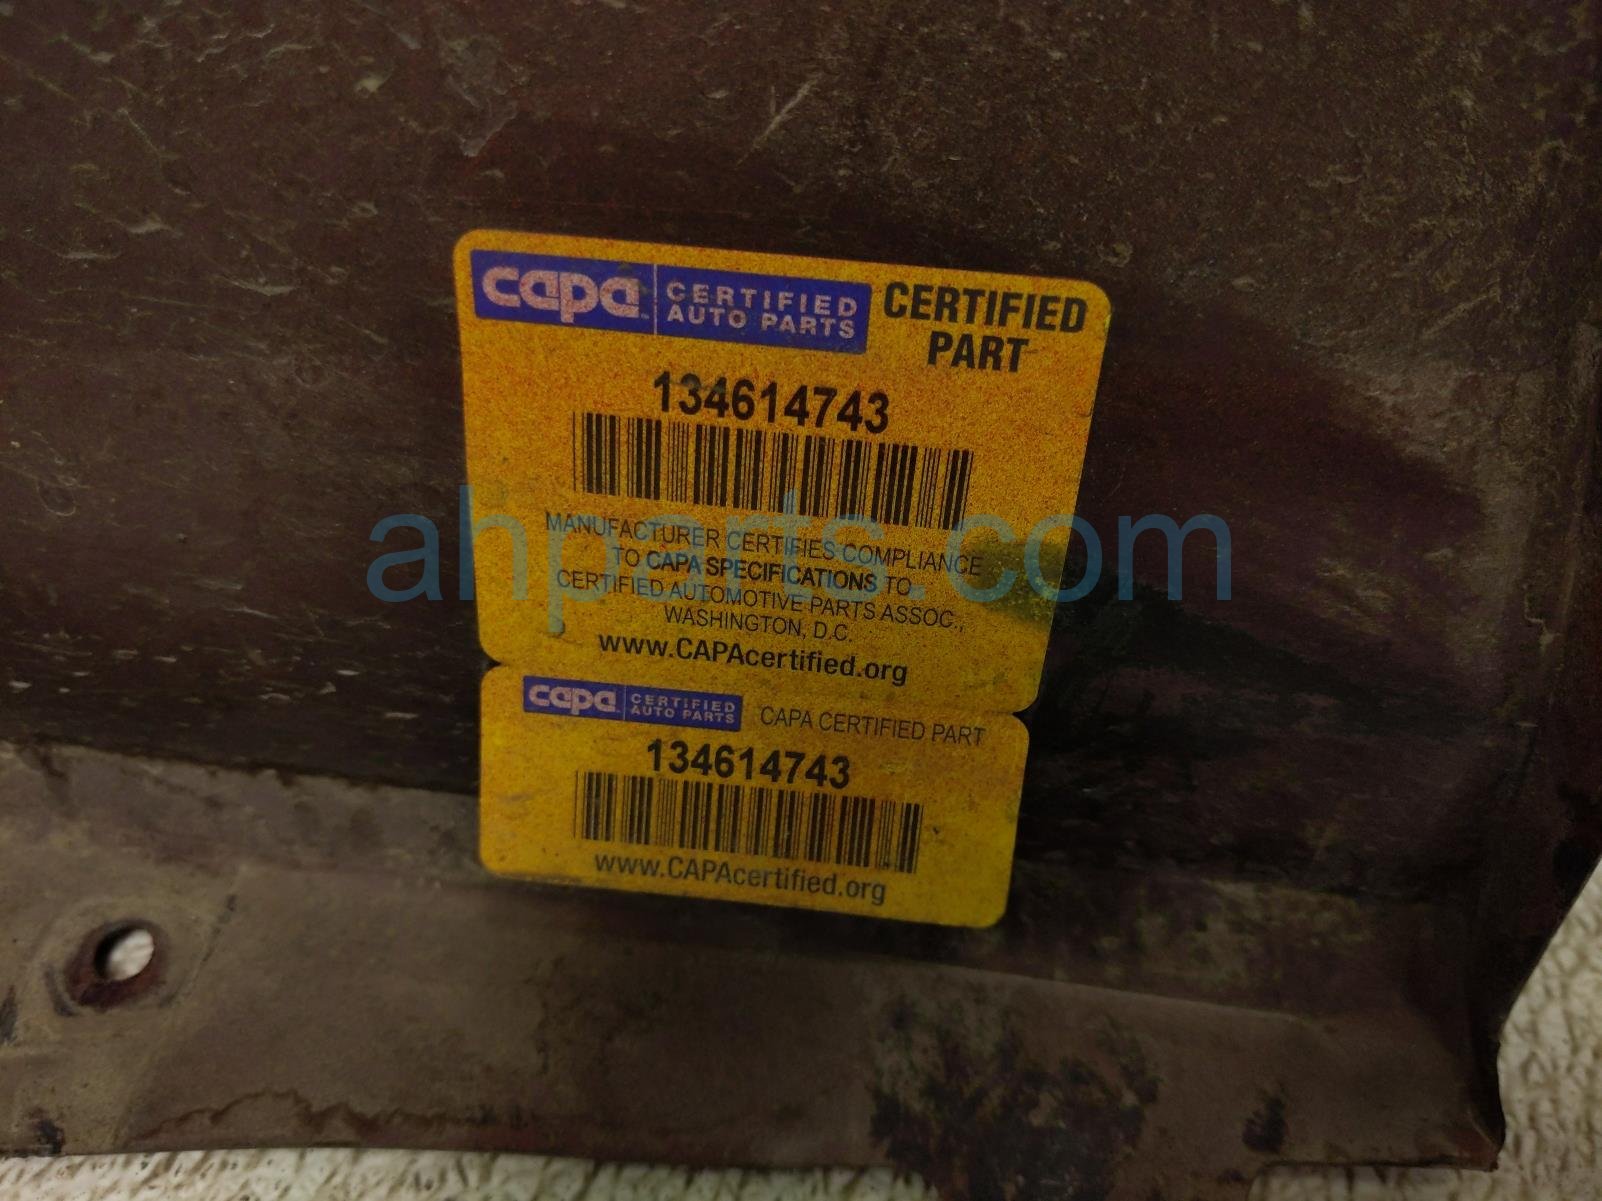 capa CERTIFIED AUTO PARTS
CERTIFIED PART
134614743
MANUFACTURER CERTIFIES COMPLIANCE
TO CAPA SPECIFICATIONS TO
CERTIFIED AUTOMOTIVE PARTS ASSOC.,
WASHINGTON, D.C.
www.CAPAcertified.org
capa CERTIFIED AUTO PARTS CAPA CERTIFIED PART
134614743
www.CAPAcertified.org
ahparts.com